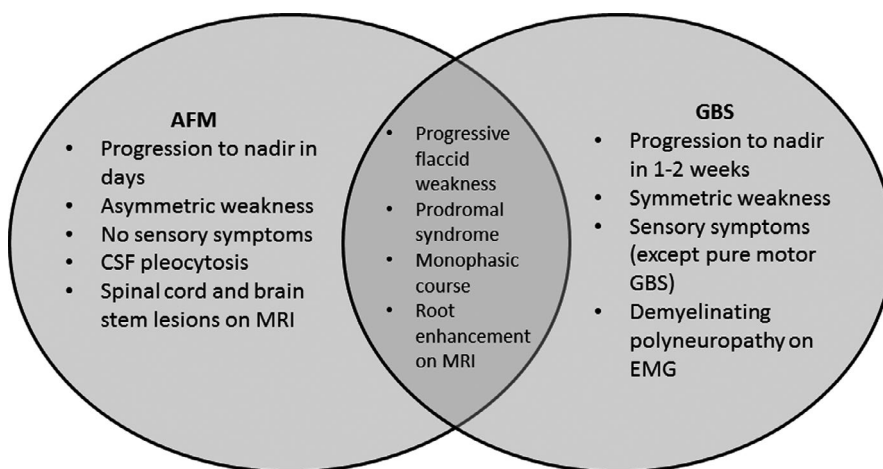 AFM
• Progression to nadir in
days
• Asymmetric weakness
• No sensory symptoms
• CSF pleocytosis
• Spinal cord and brain
stem lesions on MRI
• Progressive
flaccid
weakness
• Prodromal
syndrome
• Monophasic
course
• Root
enhancement
on MRI
GBS
• Progression to nadir
in 1-2 weeks
• Symmetric weakness
• Sensory symptoms
(except pure motor
GBS)
• Demyelinating
polyneuropathy on
EMG